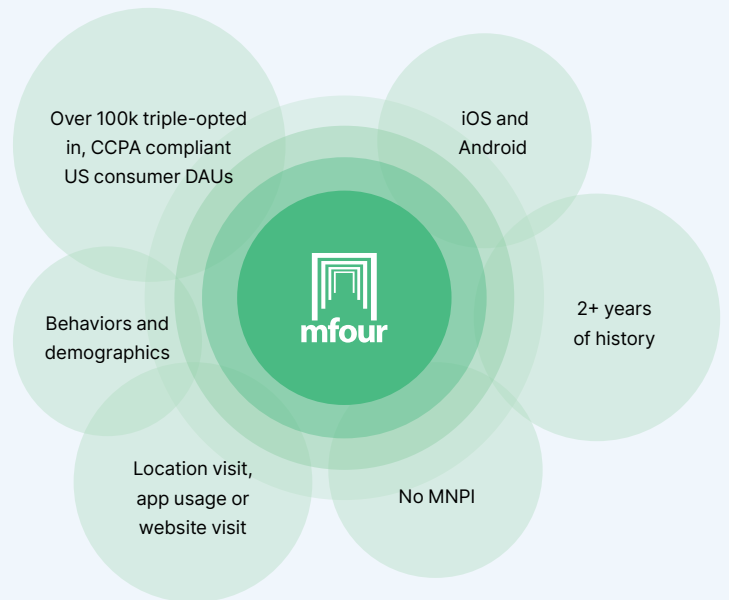 Over 100k triple-opted
in, CCPA compliant
US consumer DAUs
iOS and
Android
mfour
2+ years
of history
Behaviors and
demographics
Location visit,
app usage or
website visit
No MNPI